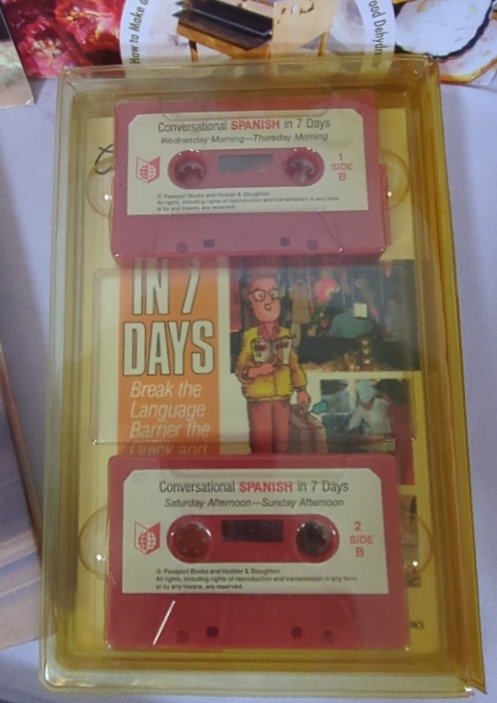 How to Make
ood Dehydra
Conversational SPANISH in 7 Days
Wednesday Morning—Thursday Morning
1
SIDE
B
© Passport Books and Hodder & Stoughton
All rights, including rights of reproduction and transmission in any form
or by any means, are reserved.
IN 7
DAYS
Break the
Language
Barrier the
Quick and
Conversational SPANISH in 7 Days
Saturday Afternoon—Sunday Afternoon
2
SIDE
B
© Passport Books and Hodder & Stoughton
All rights, including rights of reproduction and transmission in any form
or by any means, are reserved.